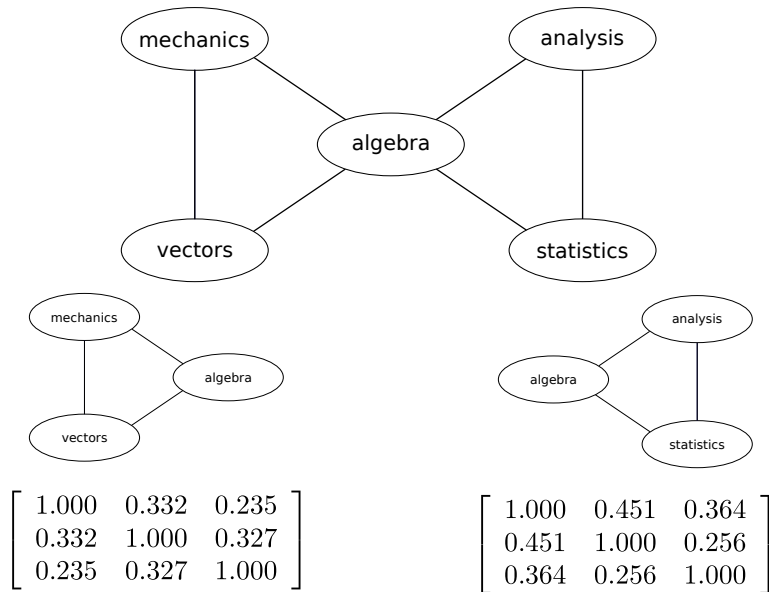 mechanics
analysis
algebra
vectors
statistics
mechanics
algebra
vectors
analysis
algebra
statistics
1.000 0.332 0.235
0.332 1.000 0.327
0.235 0.327 1.000
1.000 0.451 0.364
0.451 1.000 0.256
0.364 0.256 1.000